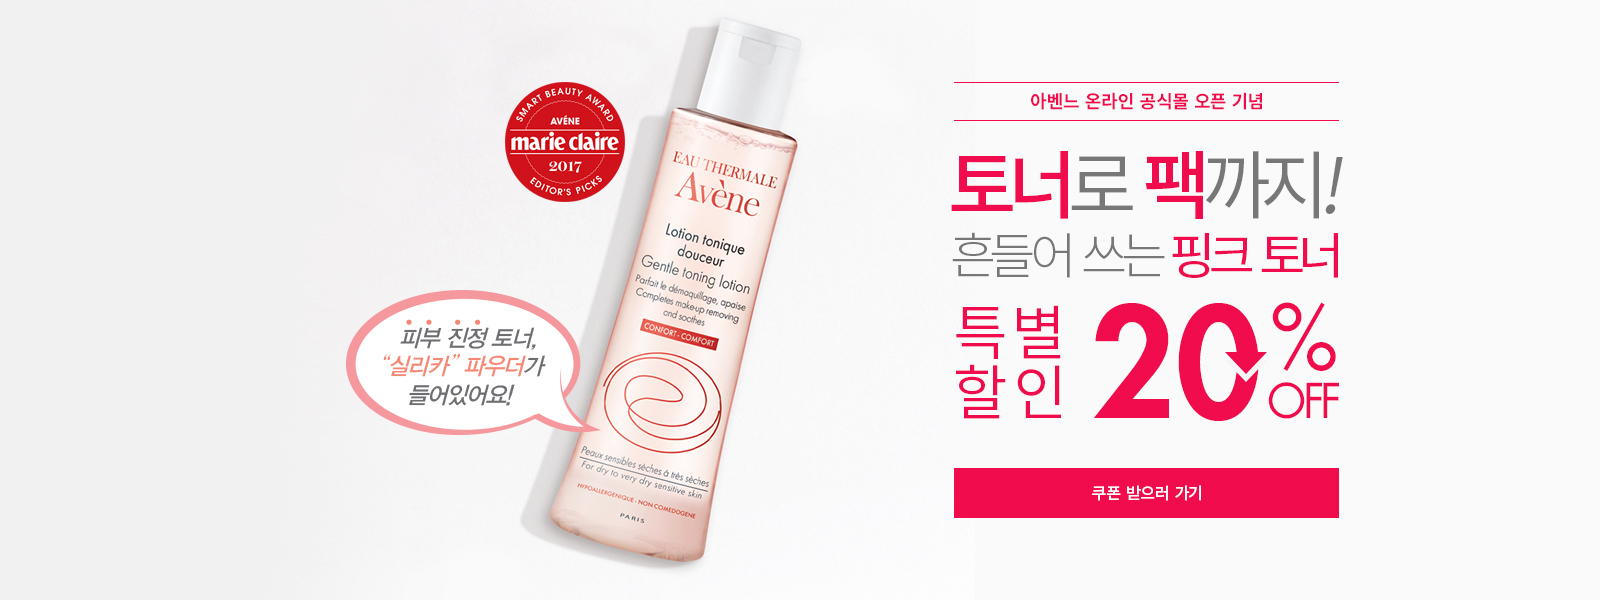 SMART BEAUTY AWARD
AVÉNE
marie claire
2017
EDITOR'S PICKS
EAU THERMALE
Avène
Lotion tonique
douceur
Gentle toning lotion
Parfait le démaquillage, apaise
Completes make-up removing
and soothes
CONFORT - COMFORT
피부 진정 토너,
“실리카” 파우더가
들어있어요!
Peaux sensibles sèches à très sèches
For dry to very dry sensitive skin
HYPOALLERGENIQUE - NON COMEDOGENE
PARIS
아벤느 온라인 공식몰 오픈 기념
토너로 팩까지!
흔들어 쓰는 핑크 토너
특별
할인
20%
OFF
쿠폰 받으러 가기